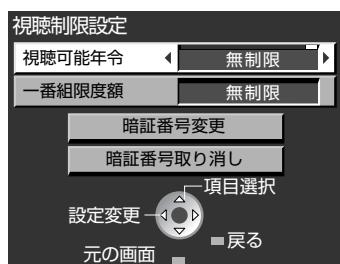 視聴制限設定
視聴可能年令 無制限
一番組限度額 無制限
暗証番号変更
暗証番号取り消し
項目選択
設定変更
戻る
元の画面